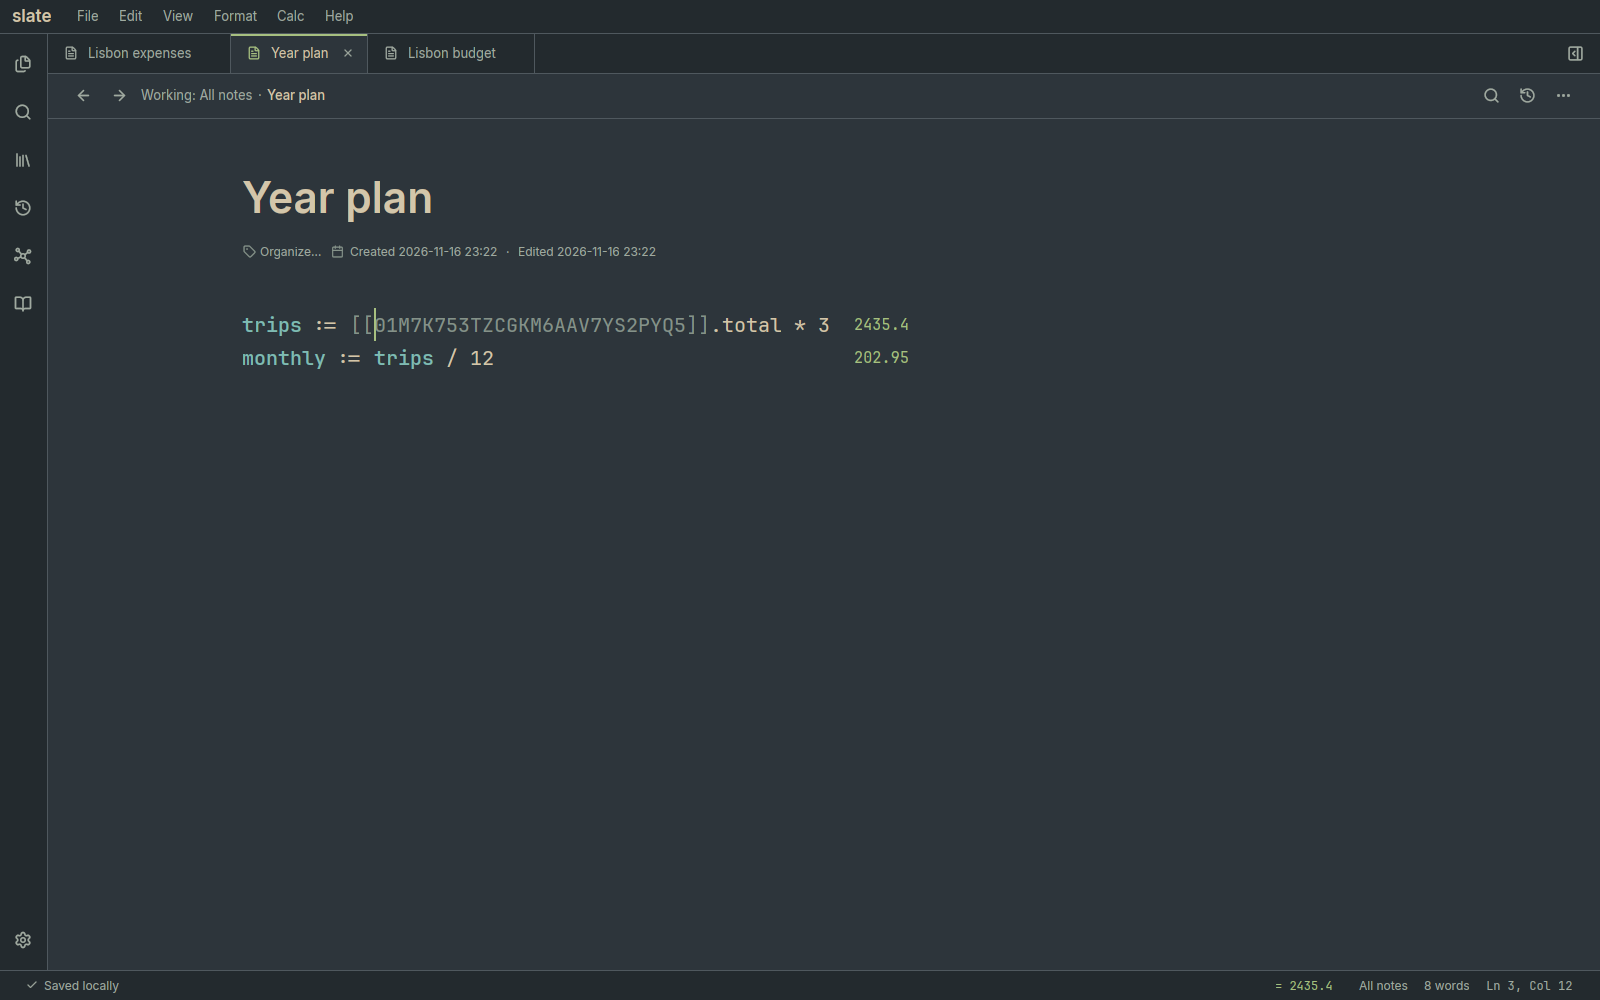 slate File Edit View Format Calc Help
Lisbon expenses Year plan Lisbon budget
Working: All notes · Year plan
Year plan
Organize... Created 2026-11-16 23:22 · Edited 2026-11-16 23:22
trips := [[01M7K753TZCGKM6AAV7YS2PYQ5]].total * 3 2435.4
monthly := trips / 12 202.95
Saved locally = 2435.4 All notes 8 words Ln 3, Col 12